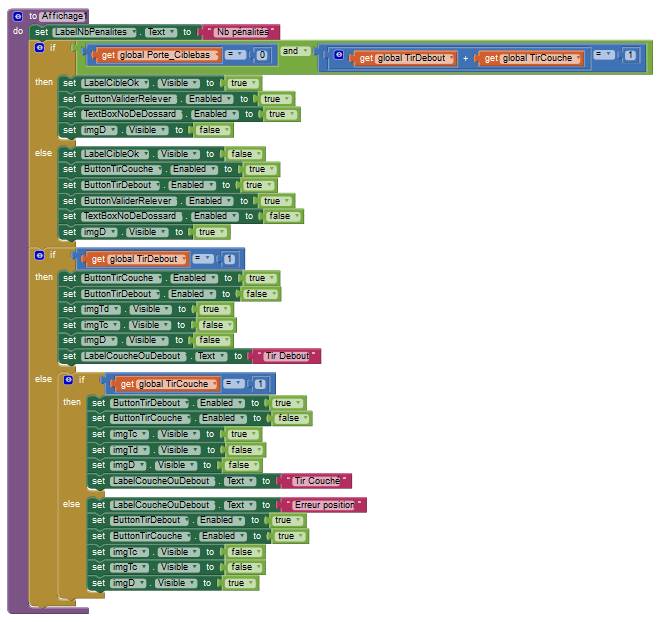 to Affichage1
do set LabelNbPenalites . Text to " Nb pénalités "
if get global Porte_Ciblebas = 0 and get global TirDebout + get global TirCouche = 1
then set LabelCibleOk . Visible to true
set ButtonValiderRelever . Enabled to true
set TextBoxNoDeDossard . Enabled to true
set imgD . Visible to false
else set LabelCibleOk . Visible to false
set ButtonTirCouche . Enabled to true
set ButtonTirDebout . Enabled to true
set ButtonValiderRelever . Enabled to true
set TextBoxNoDeDossard . Enabled to false
set imgD . Visible to true
if get global TirDebout = 1
then set ButtonTirCouche . Enabled to true
set ButtonTirDebout . Enabled to false
set imgTd . Visible to true
set imgTc . Visible to false
set imgD . Visible to false
set LabelCoucheOuDebout . Text to " Tir Debout "
else if get global TirCouche = 1
then set ButtonTirDebout . Enabled to true
set ButtonTirCouche . Enabled to false
set imgTc . Visible to true
set imgTd . Visible to false
set imgD . Visible to false
set LabelCoucheOuDebout . Text to " Tir Couché "
else set LabelCoucheOuDebout . Text to " Erreur position "
set ButtonTirDebout . Enabled to true
set ButtonTirCouche . Enabled to true
set imgTc . Visible to false
set imgTc . Visible to false
set imgD . Visible to true